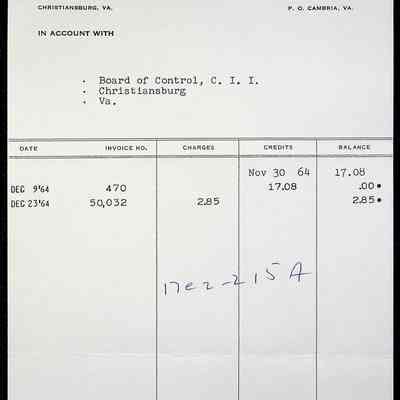 CHRISTIANSBURG, VA. P. O. CAMBRIA, VA.
IN ACCOUNT WITH
. Board of Control, C. I. I.
. Christiansburg
. Va.
DATE INVOICE NO. CHARGES CREDITS BALANCE
Nov 30 64 17.08
DEC 9'64 470 17.08 .00•
DEC 23'64 50,032 2.85 2.85•